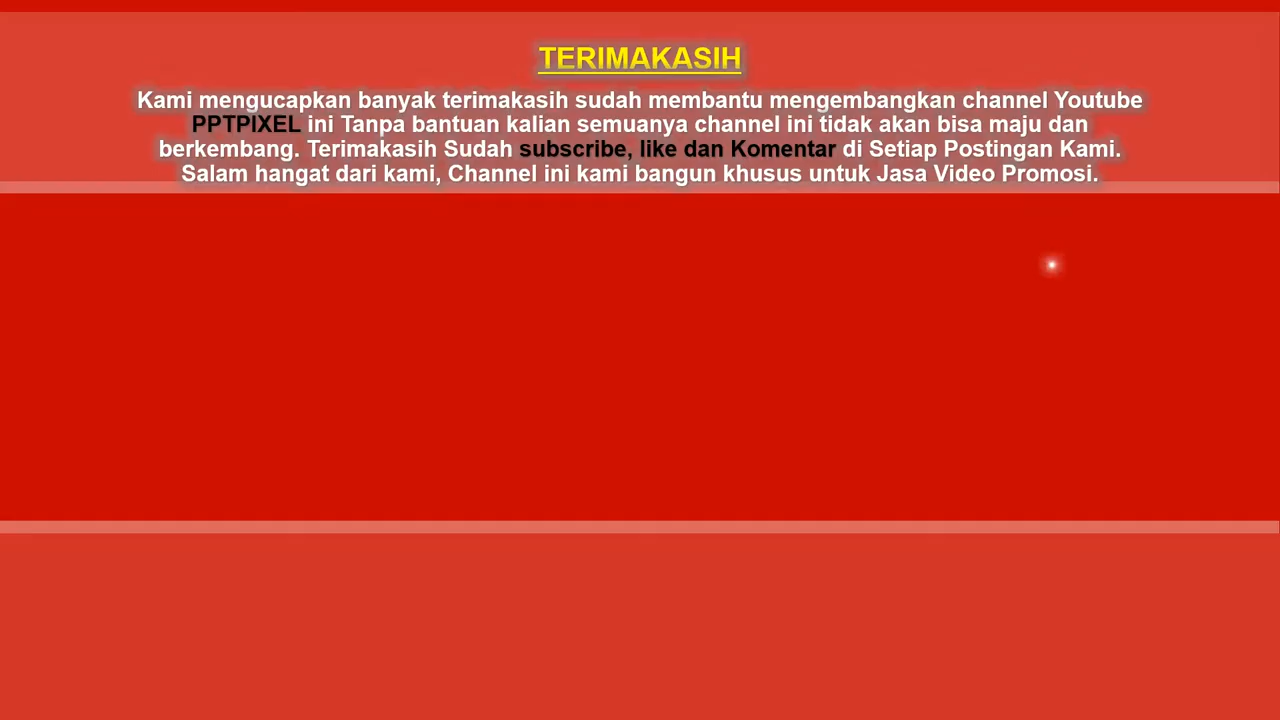 TERIMAKASIH
Kami mengucapkan banyak terimakasih sudah membantu mengembangkan channel Youtube
PPTPIXEL ini Tanpa bantuan kalian semuanya channel ini tidak akan bisa maju dan
berkembang. Terimakasih Sudah subscribe, like dan Komentar di Setiap Postingan Kami.
Salam hangat dari kami, Channel ini kami bangun khusus untuk Jasa Video Promosi.